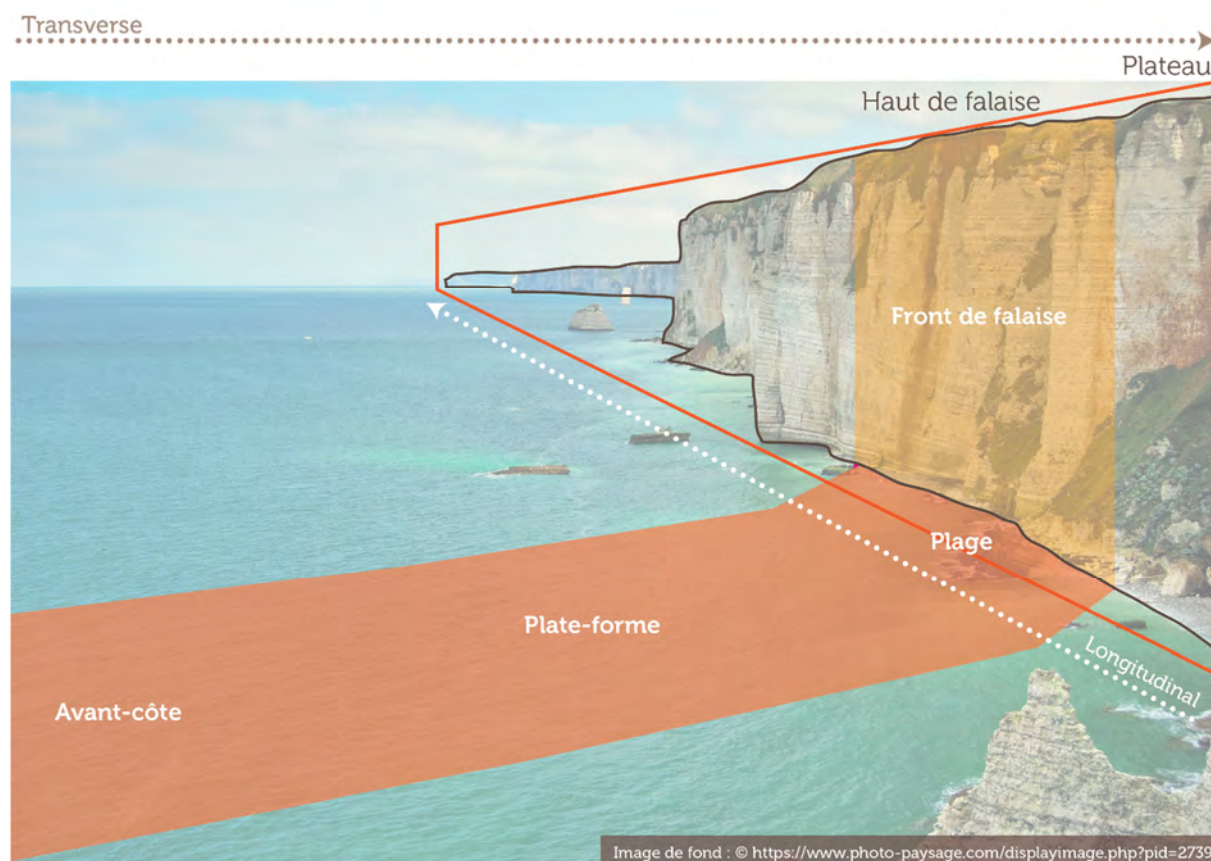 Transverse
Plateau
Haut de falaise
Front de falaise
Plage
Plate-forme
Longitudinal
Avant-côte
Image de fond : © https://www.photo-paysage.com/displayimage.php?pid=2739